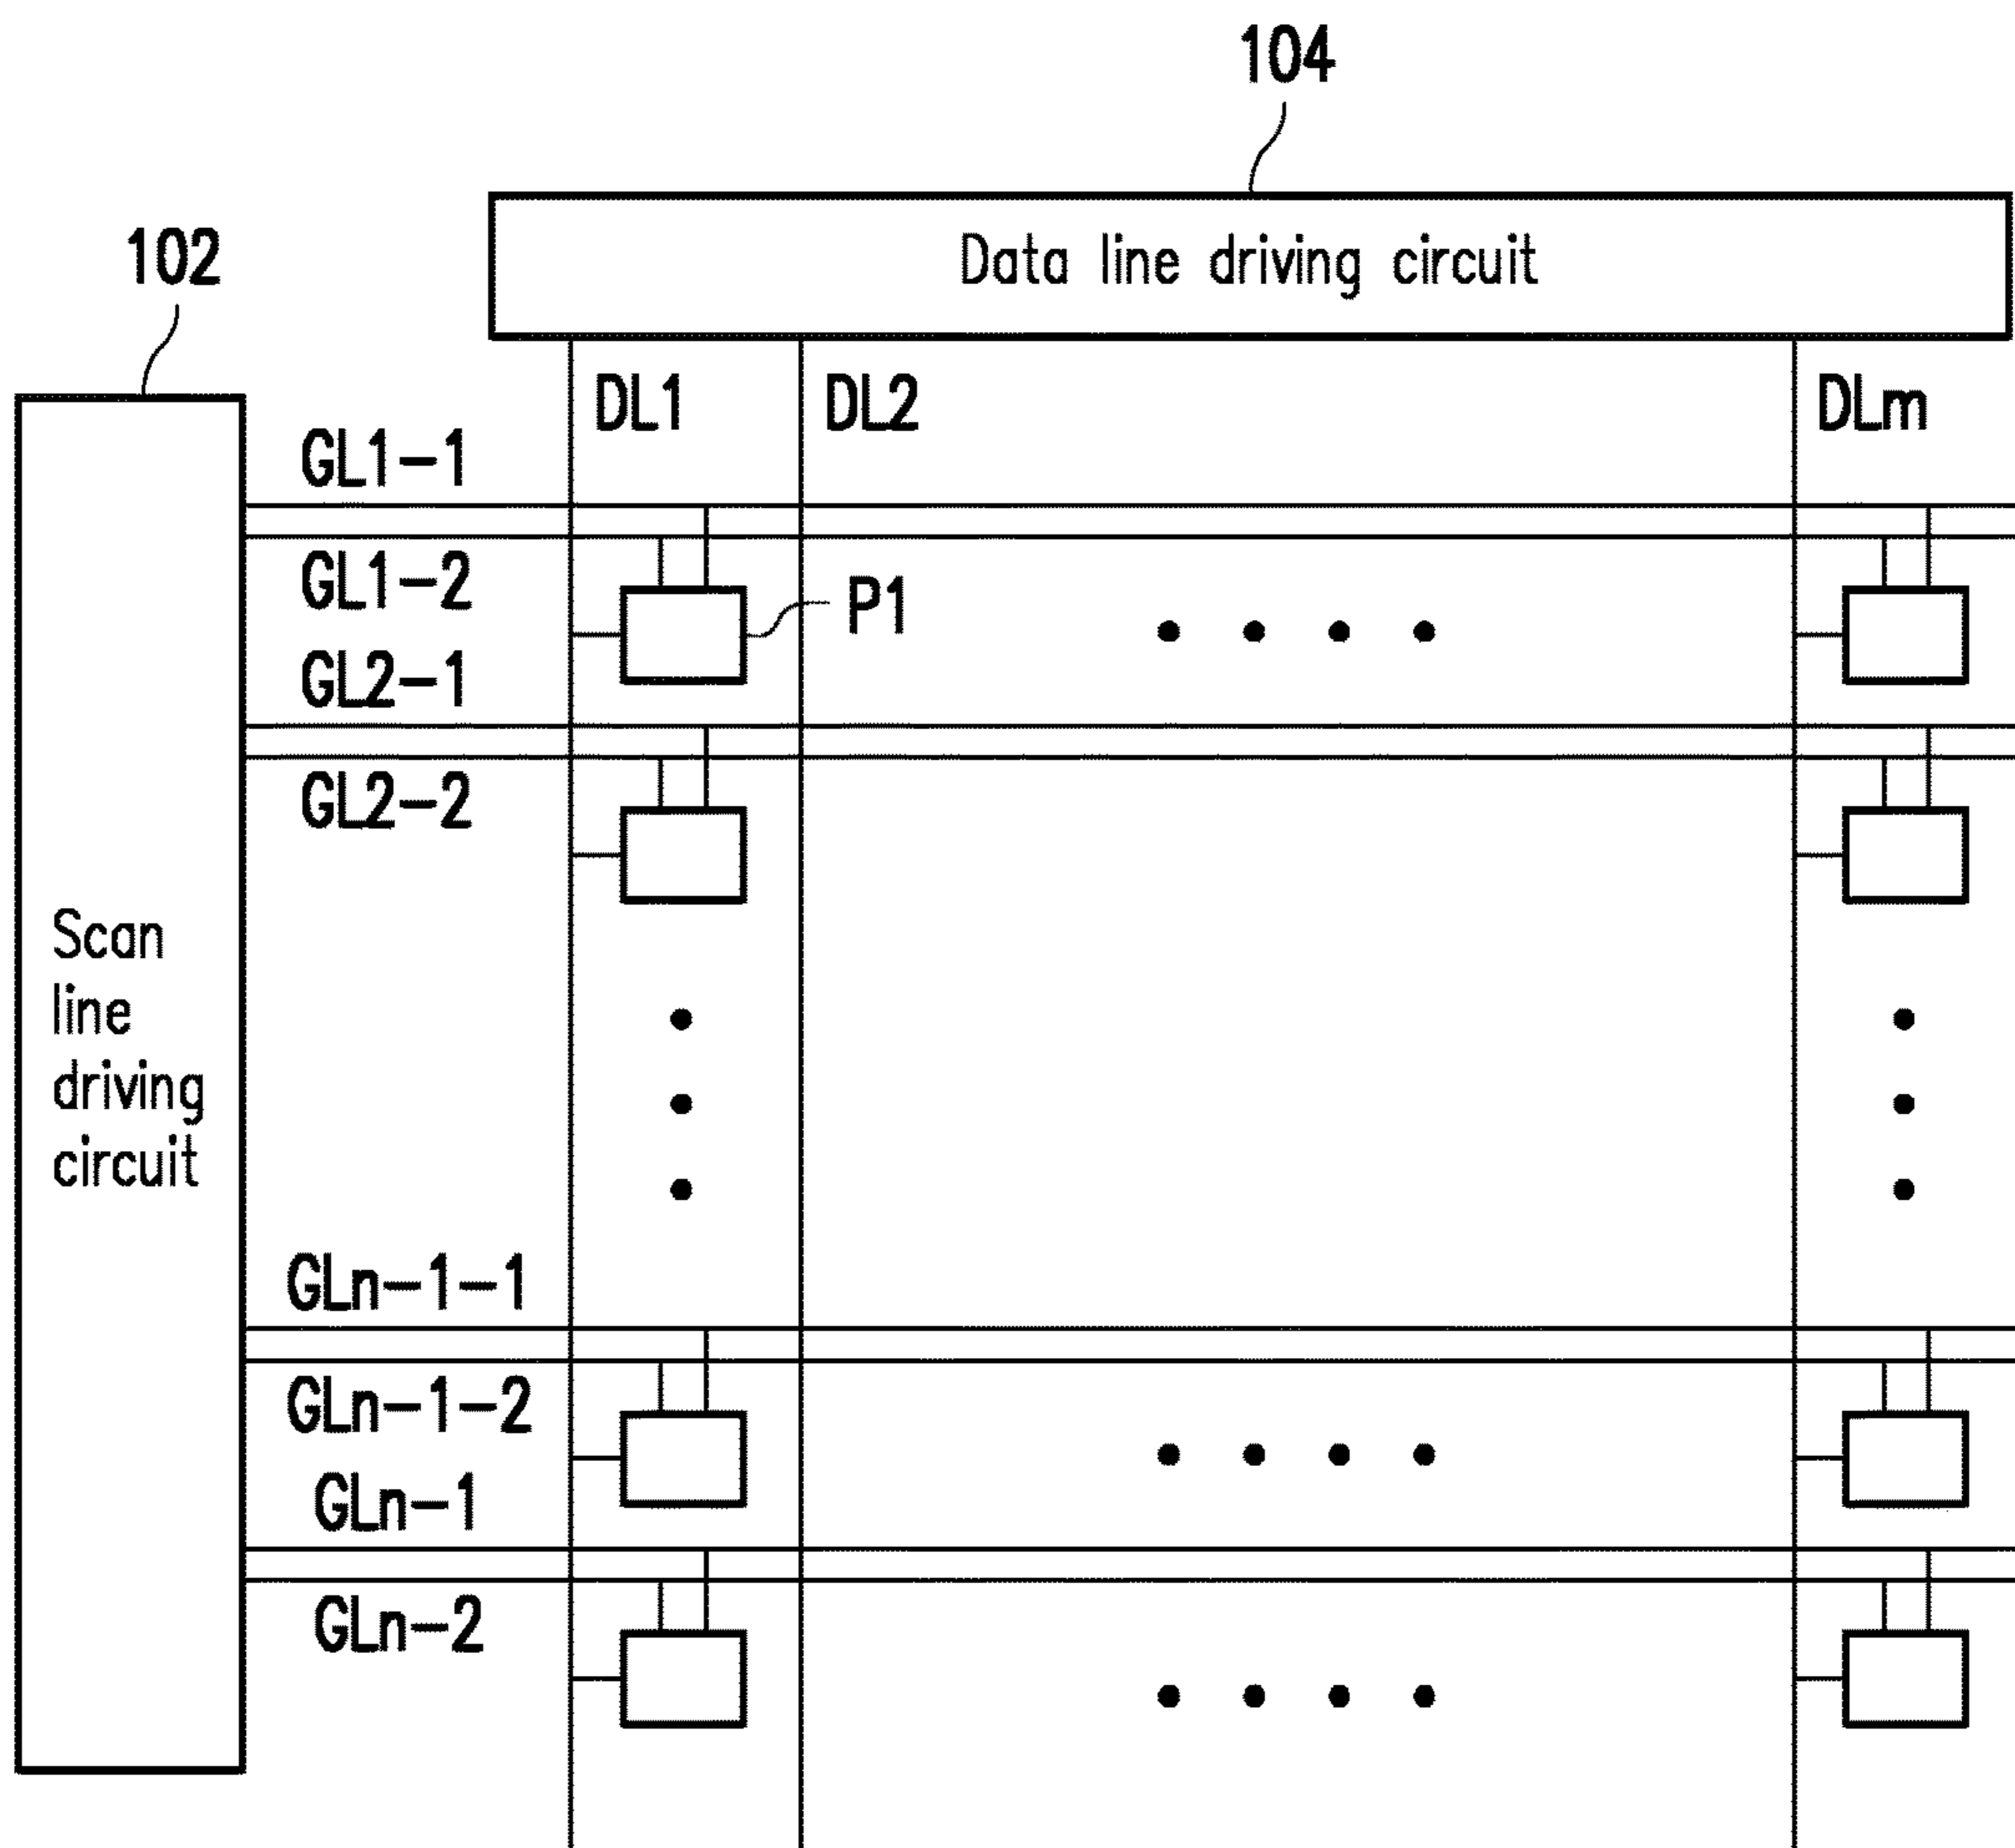 104
102
Data line driving circuit
DL1
DL2
DLm
GL1-1
GL1-2
P1
GL2-1
GL2-2
Scan
line
driving
circuit
GLn-1-1
GLn-1-2
GLn-1
GLn-2